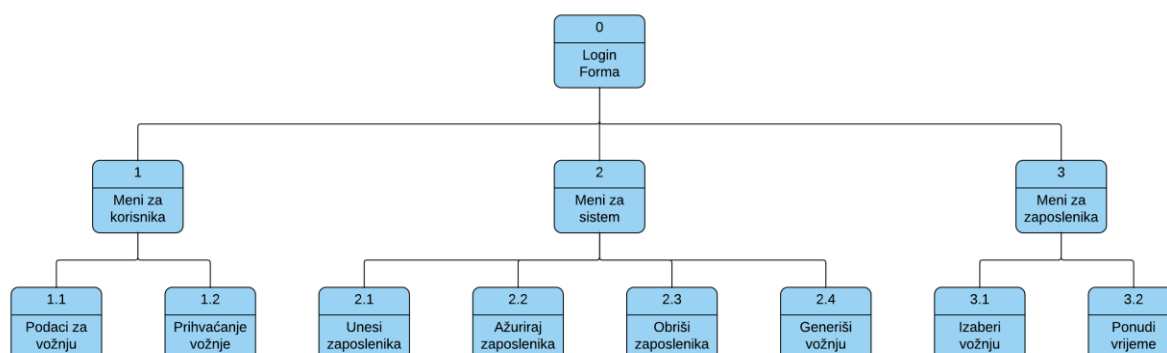 0
Login
Forma
1
Meni za
korisnika
2
Meni za
sistem
3
Meni za
zaposlenika
1.1
Podaci za
vožnju
1.2
Prihvaćanje
vožnje
2.1
Unesi
zaposlenika
2.2
Ažuriraj
zaposlenika
2.3
Obriši
zaposlenika
2.4
Generiši
vožnju
3.1
Izaberi
vožnju
3.2
Ponudi
vrijeme